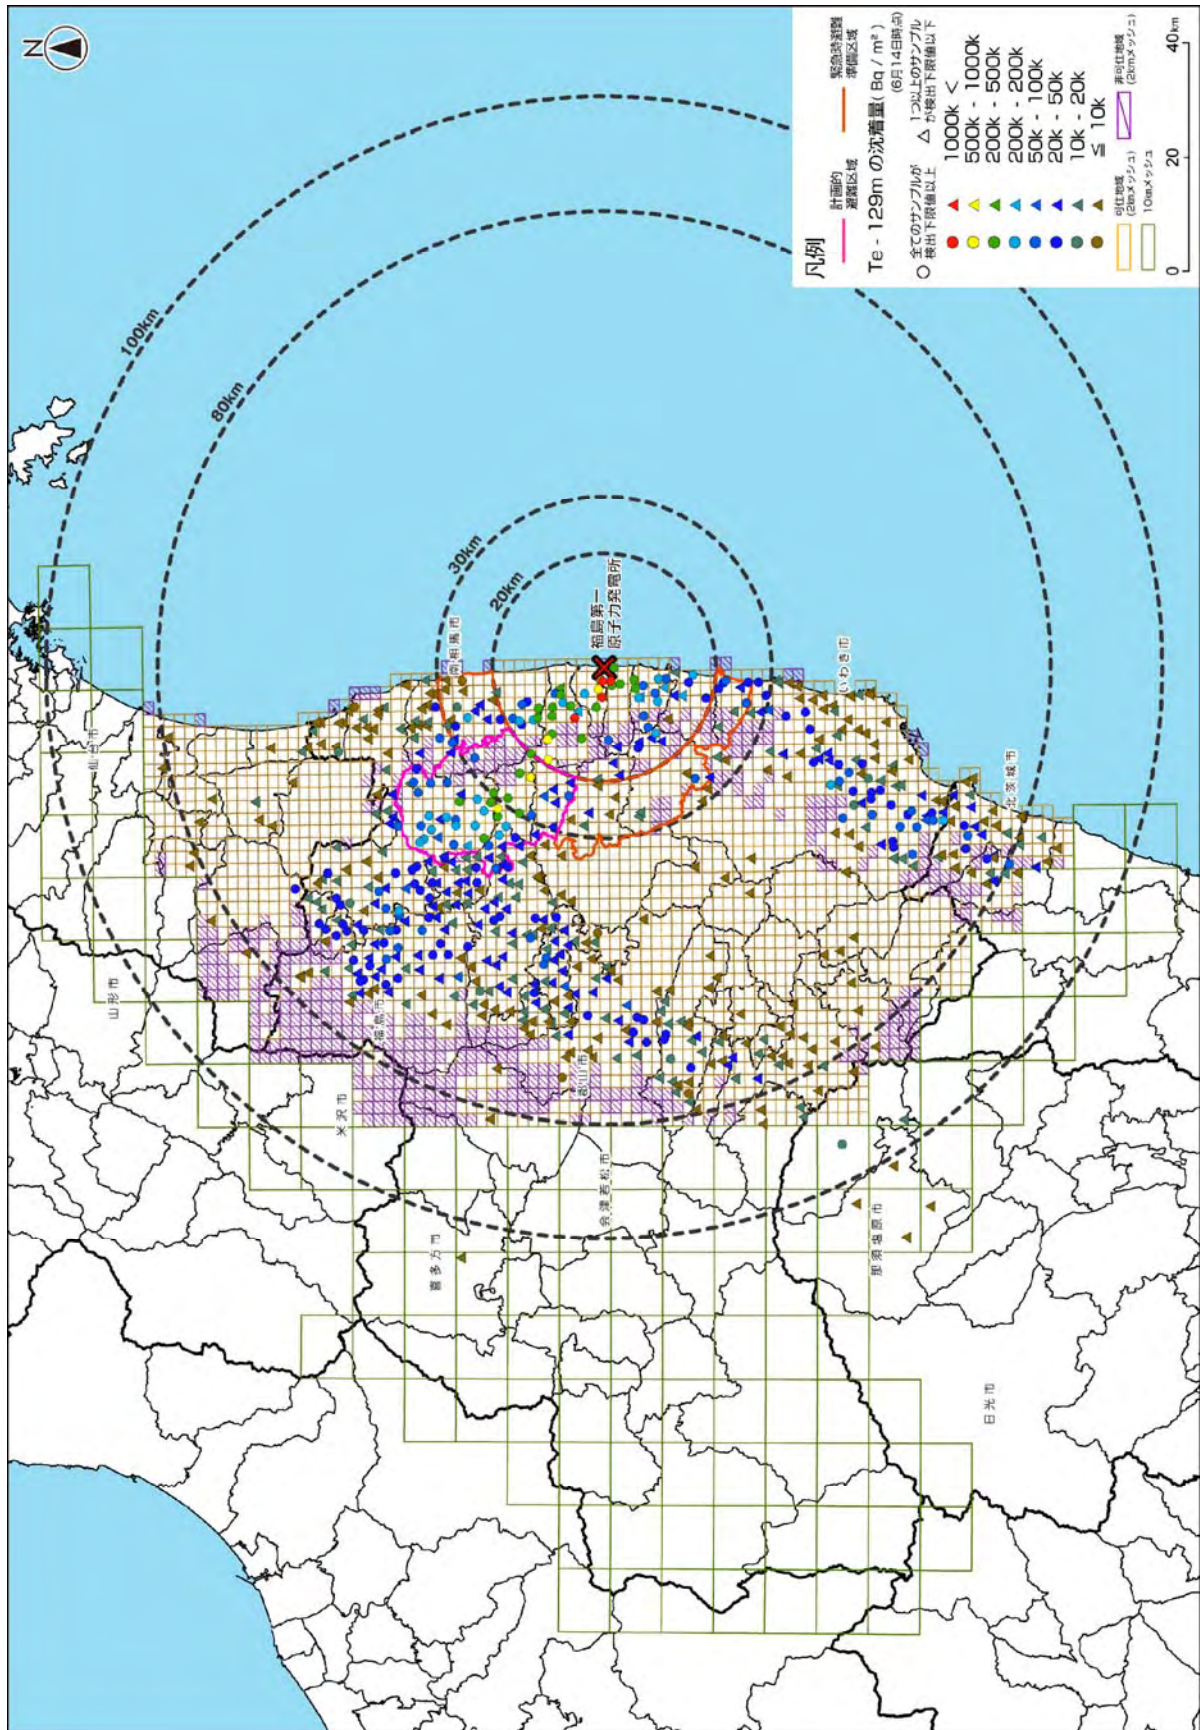 N
100km
80km
30km
20km
福島第一
原子力発電所
仙台市
山形市
米沢市
福島市
南相馬市
喜多方市
会津若松市
郡山市
いわき市
北茨城市
那須塩原市
日光市
凡例
計画的
避難区域
緊急時避難
準備区域
Te - 129m の沈着量( Bq / m² )
(6月14日時点)
○ 全てのサンプルが
検出下限値以上
△ 1つ以上のサンプル
が検出下限値以下
1000k <
500k - 1000k
200k - 500k
200k - 200k
50k - 100k
20k - 50k
10k - 20k
≦ 10k
可住地域
(2kmメッシュ)
非可住地域
(2kmメッシュ)
10kmメッシュ
0 20 40km